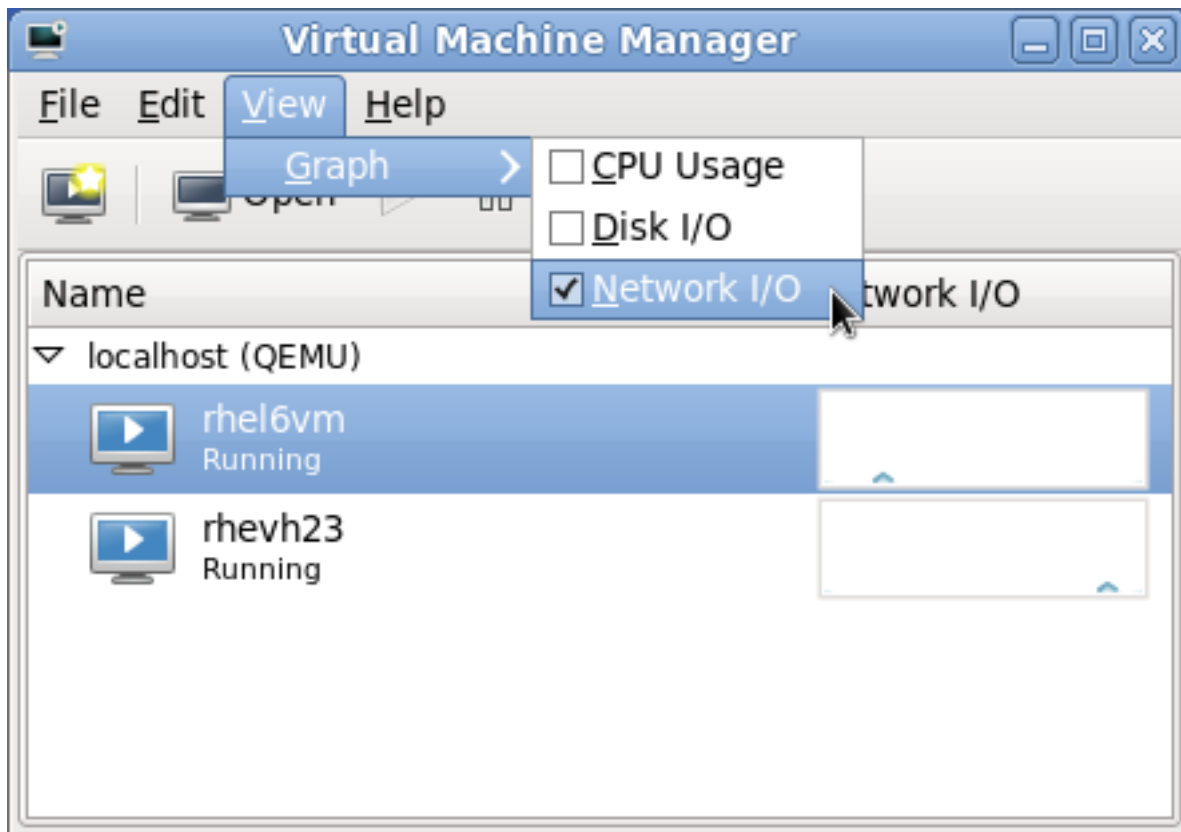 Virtual Machine Manager
File Edit View Help
Graph
CPU Usage
Open
Disk I/O
Network I/O
Name
twork I/O
localhost (QEMU)
rhel6vm
Running
rhevh23
Running